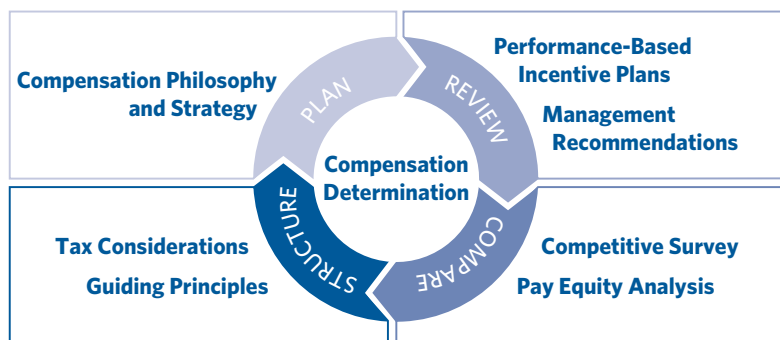 Compensation Philosophy
and Strategy
PLAN
REVIEW
Performance-Based
Incentive Plans
Management
Recommendations
Compensation
Determination
Tax Considerations
Guiding Principles
STRUCTURE
COMPARE
Competitive Survey
Pay Equity Analysis